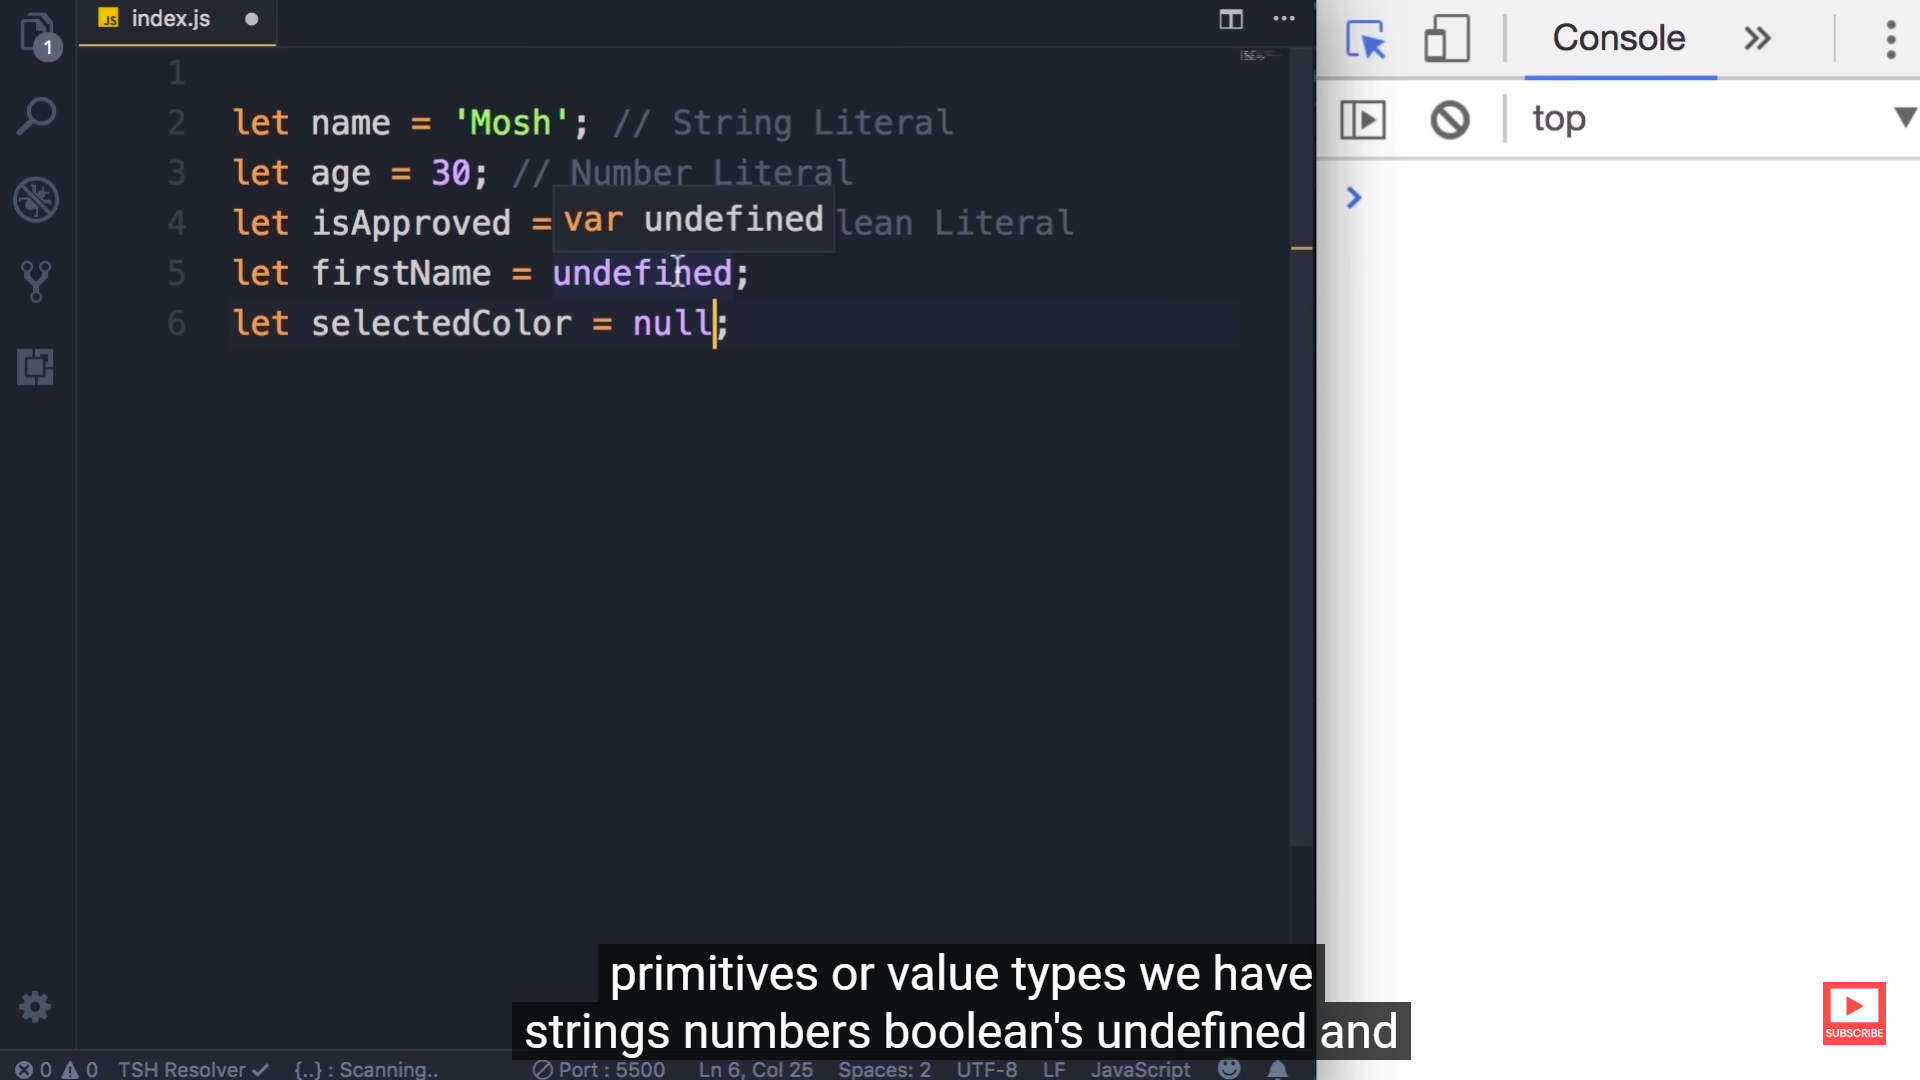 JS index.js
1
Console
top
1
2 let name = 'Mosh'; // String Literal
3 let age = 30; // Number Literal
4 let isApproved = lean Literal
var undefined
5 let firstName = undefined;
6 let selectedColor = null;
primitives or value types we have
strings numbers boolean's undefined and
SUBSCRIBE
0 0 TSH Resolver {..} : Scanning.. Port : 5500 Ln 6, Col 25 Spaces: 2 UTF-8 LF JavaScript